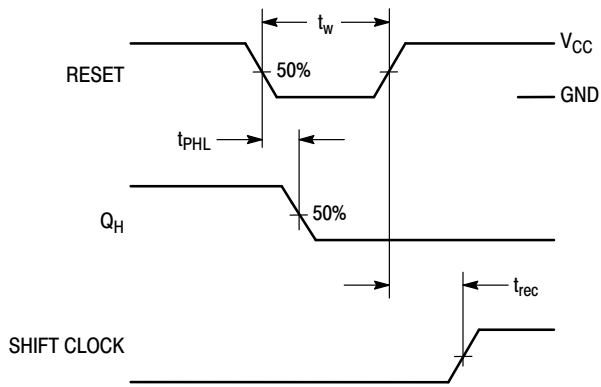 t_w
V_CC
RESET
50%
GND
t_PHL
Q_H
50%
t_rec
SHIFT CLOCK